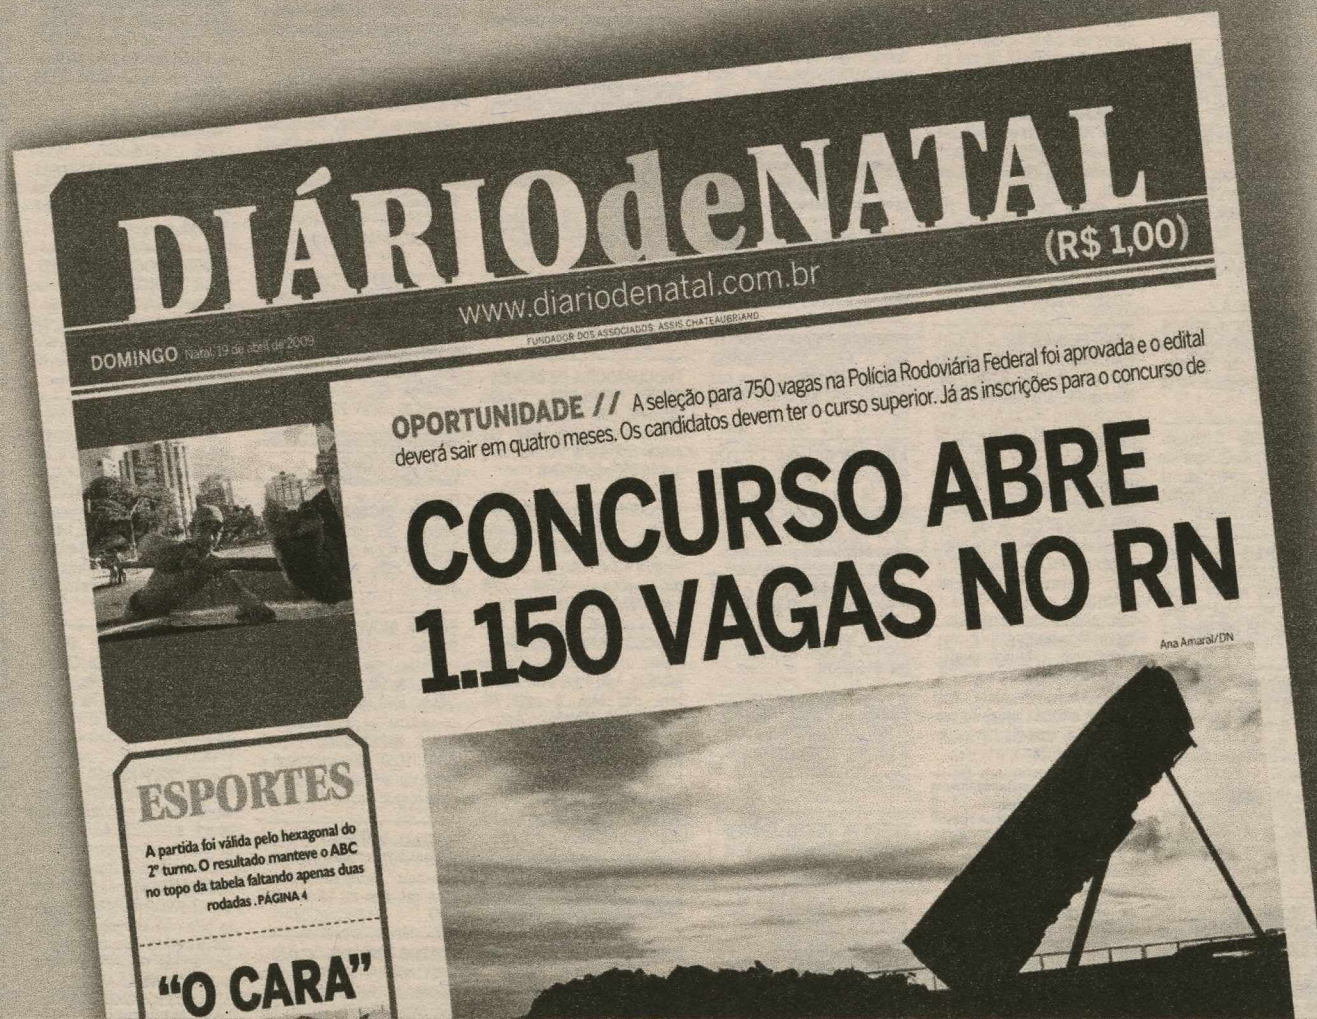 DIÁRIOdeNATAL
(R$ 1,00)
www.diariodenatal.com.br
FUNDADOR DOS ASSOCIADOS: ASSIS CHATEAUBRIAND
DOMINGO Natal, 19 de abril de 2009
OPORTUNIDADE // A seleção para 750 vagas na Polícia Rodoviária Federal foi aprovada e o edital
deverá sair em quatro meses. Os candidatos devem ter o curso superior. Já as inscrições para o concurso de
CONCURSO ABRE
1.150 VAGAS NO RN
Ana Amaral/DN
ESPORTES
A partida foi válida pelo hexagonal do
2º turno. O resultado manteve o ABC
no topo da tabela faltando apenas duas
rodadas .PÁGINA 4
“O CARA”